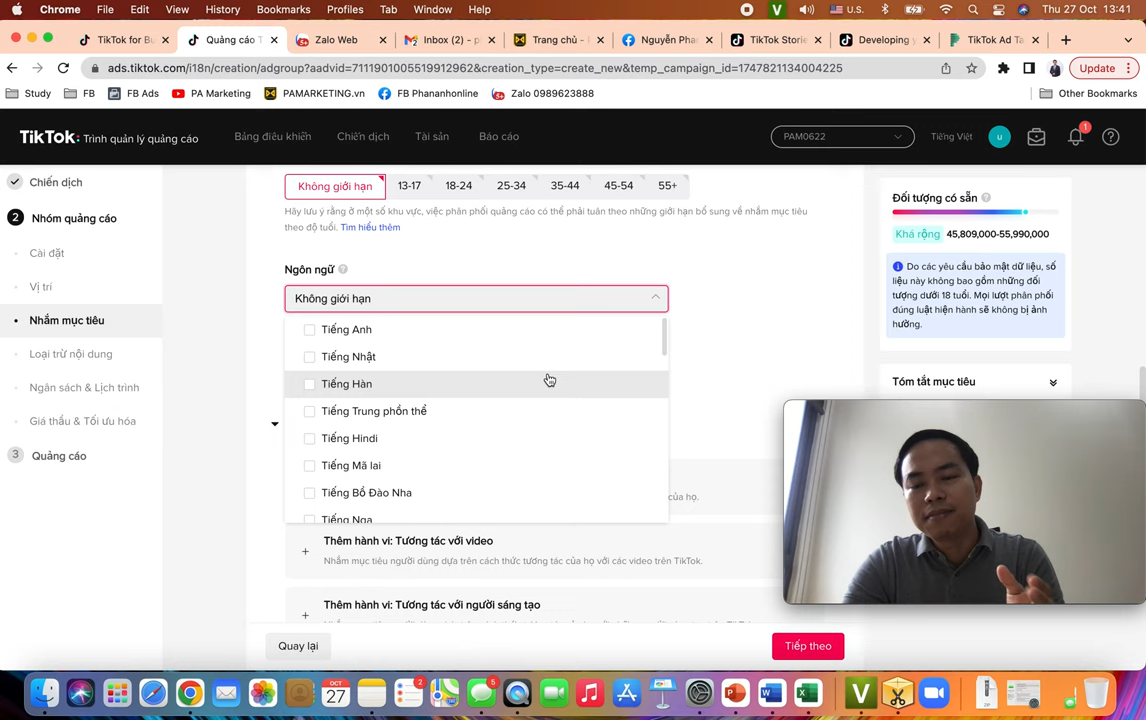 Chrome File Edit View History Bookmarks Profiles Tab Window Help V U.S. Thu 27 Oct 13:41
TikTok for Bu Quảng cáo T Zalo Web Inbox (2) - p Trang chủ - M Nguyễn Phan TikTok Storie Developing y TikTok Ad Ta
ads.tiktok.com/i18n/creation/adgroup?aadvid=7111901005519912962&creation_type=create_new&temp_campaign_id=1747821134004225 Update
Study FB FB Ads PA Marketing PAMARKETING.vn FB Phananhonline Zalo 0989623888 Other Bookmarks
TikTok: Trình quản lý quảng cáo Bảng điều khiển Chiến dịch Tài sản Báo cáo PAM0622 Tiếng Việt u 1
Chiến dịch
2 Nhóm quảng cáo
Cài đặt
Vị trí
Nhắm mục tiêu
Loại trừ nội dung
Ngân sách & Lịch trình
Giá thầu & Tối ưu hóa
3 Quảng cáo
Không giới hạn 13-17 18-24 25-34 35-44 45-54 55+
Hãy lưu ý rằng ở một số khu vực, việc phân phối quảng cáo có thể phải tuân theo những giới hạn bổ sung về nhắm mục tiêu
theo độ tuổi. Tìm hiểu thêm
Ngôn ngữ
Không giới hạn
Tiếng Anh
Tiếng Nhật
Tiếng Hàn
Tiếng Trung phồn thể
Tiếng Hindi
Tiếng Mã lai
Tiếng Bồ Đào Nha
Tiếng Nga
của họ.
Thêm hành vi: Tương tác với video
Nhắm mục tiêu người dùng dựa trên cách thức tương tác của họ với các video trên TikTok.
Thêm hành vi: Tương tác với người sáng tạo
Quay lại Tiếp theo
Đối tượng có sẵn
Khá rộng 45,809,000-55,990,000
Do các yêu cầu bảo mật dữ liệu, số
liệu này không bao gồm những đối
tượng dưới 18 tuổi. Mọi lượt phân phối
đúng luật hiện hành sẽ không bị ảnh
hưởng.
Tóm tắt mục tiêu
OCT
27
2
5
V